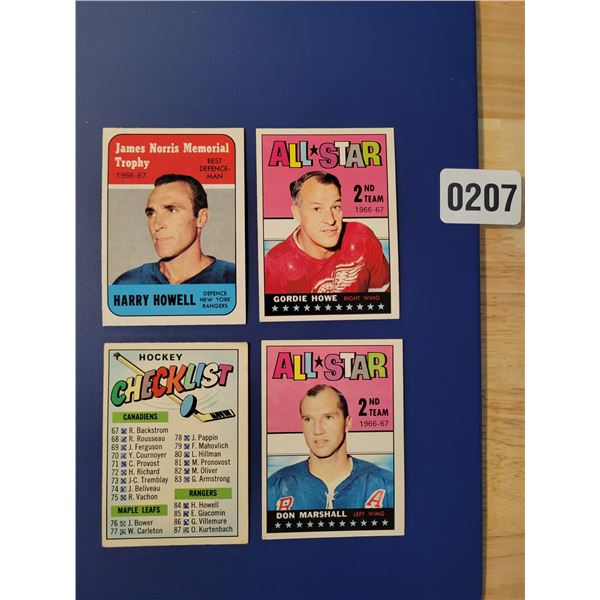 James Norris Memorial
Trophy
1966-67
BEST
DEFENCE-
MAN
HARRY HOWELL
DEFENCE
NEW YORK
RANGERS
ALL★STAR
2ND
TEAM
1966-67
GORDIE HOWE RIGHT WING
0207
HOCKEY
CHECKLIST
CANADIENS
67 R. Backstrom
68 R. Rousseau
69 J. Ferguson
70 Y. Cournoyer
71 C. Provost
72 H. Richard
73 J-C. Tremblay
74 J. Beliveau
75 R. Vachon
MAPLE LEAFS
76 J. Bower
77 W. Carleton
78 J. Pappin
79 F. Mahovlich
80 L. Hillman
81 M. Pronovost
82 M. Oliver
83 G. Armstrong
RANGERS
84 H. Howell
85 E. Giacomin
86 G. Villemure
87 O. Kurtenbach
ALL★STAR
2ND
TEAM
1966-67
A
DON MARSHALL LEFT WING